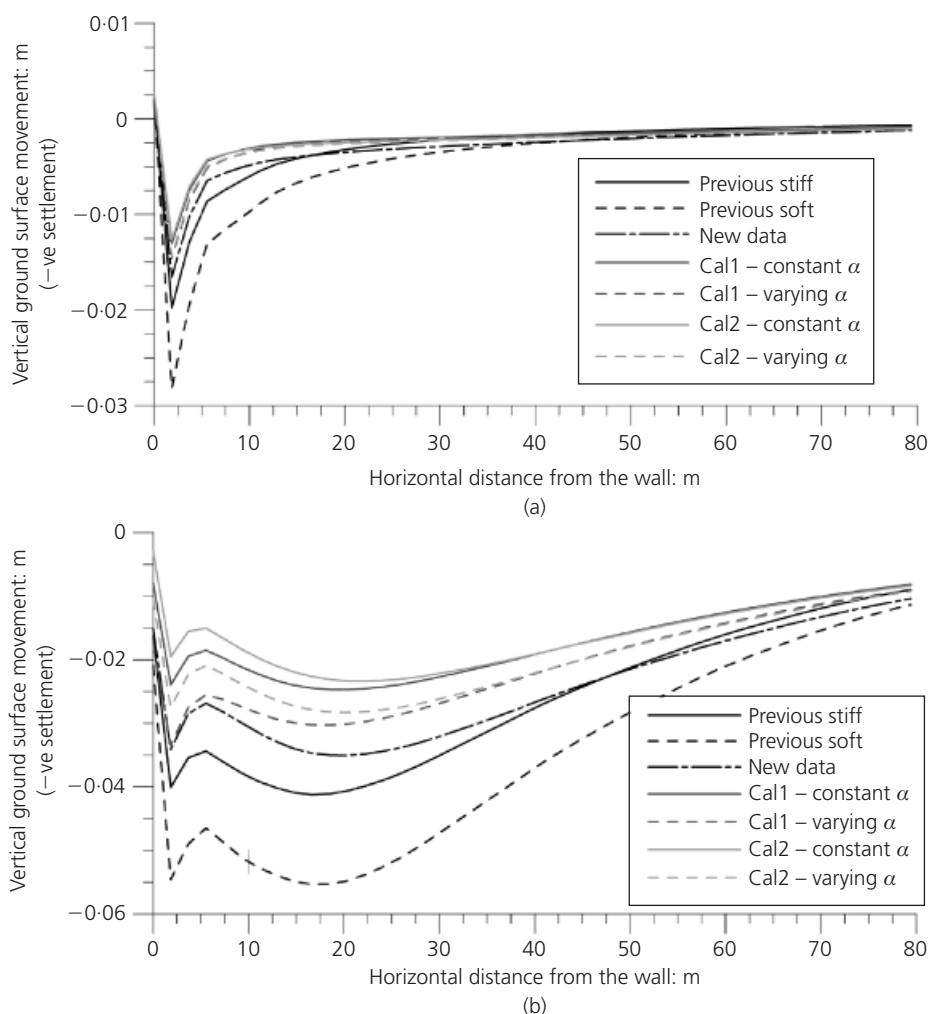 0·01
0
−0·01
−0·02
−0·03
Vertical ground surface movement: m
(−ve settlement)
Previous stiff
Previous soft
New data
Cal1 – constant α
Cal1 – varying α
Cal2 – constant α
Cal2 – varying α
0 10 20 30 40 50 60 70 80
Horizontal distance from the wall: m
(a)
0
−0·02
−0·04
−0·06
Vertical ground surface movement: m
(−ve settlement)
Previous stiff
Previous soft
New data
Cal1 – constant α
Cal1 – varying α
Cal2 – constant α
Cal2 – varying α
0 10 20 30 40 50 60 70 80
Horizontal distance from the wall: m
(b)